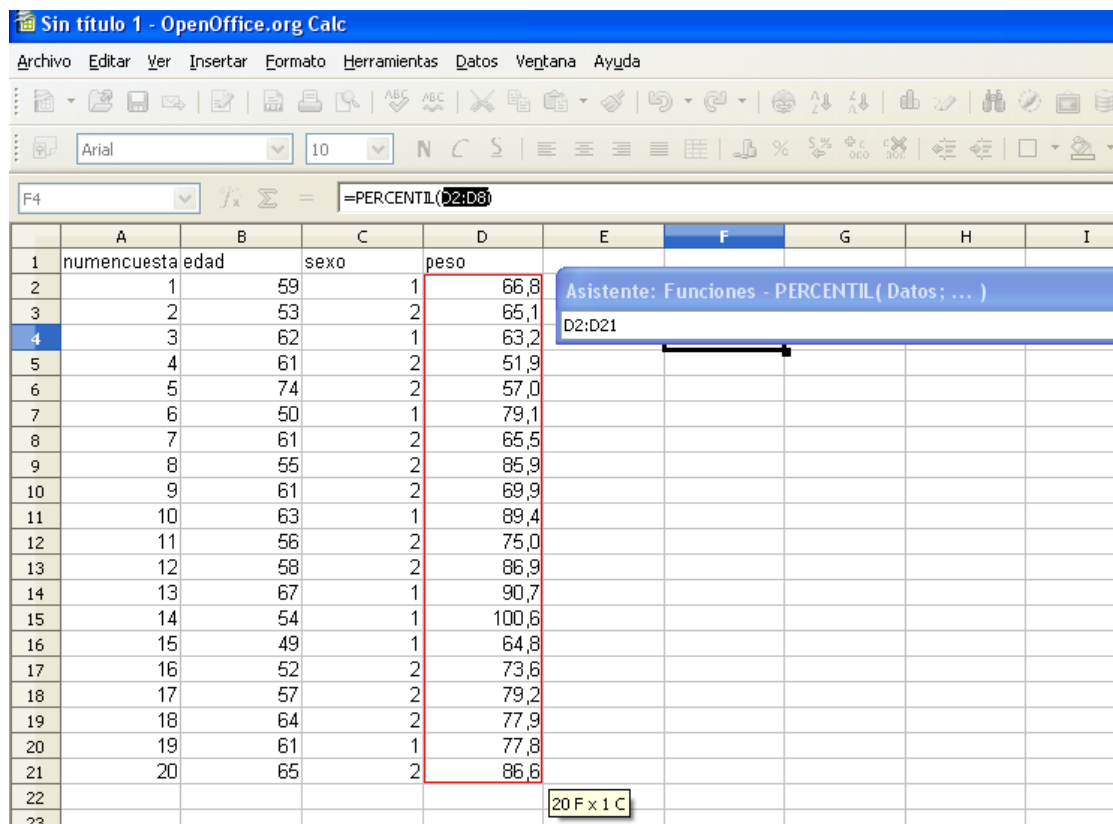 Sin título 1 - OpenOffice.org Calc
Archivo Editar Ver Insertar Formato Herramientas Datos Ventana Ayuda
Arial 10 N C S
F4 =PERCENTIL(D2:D8)
A B C D E F G H I
1 numencuesta edad sexo peso
2 1 59 1 66,8
Asistente: Funciones - PERCENTIL( Datos; ... )
3 2 53 2 65,1
D2:D21
4 3 62 1 63,2
5 4 61 2 51,9
6 5 74 2 57,0
7 6 50 1 79,1
8 7 61 2 65,5
9 8 55 2 85,9
10 9 61 2 69,9
11 10 63 1 89,4
12 11 56 2 75,0
13 12 58 2 86,9
14 13 67 1 90,7
15 14 54 1 100,6
16 15 49 1 64,8
17 16 52 2 73,6
18 17 57 2 79,2
19 18 64 2 77,9
20 19 61 1 77,8
21 20 65 2 86,6
22
20 F x 1 C
23